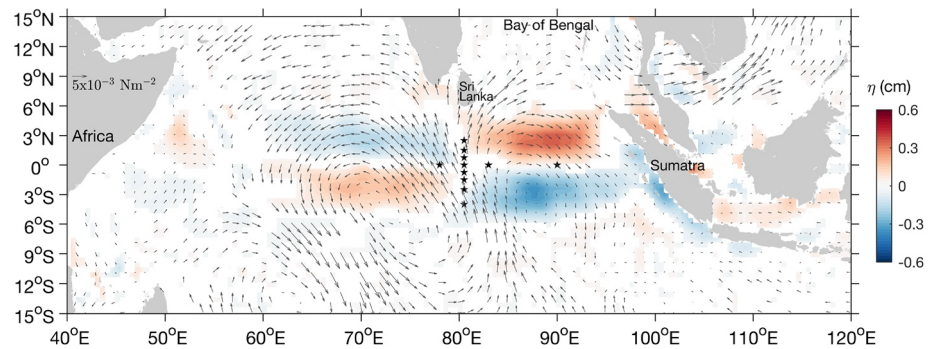 15°N
12°N
9°N
6°N
3°N
0°
3°S
6°S
9°S
12°S
15°S
Bay of Bengal
5x10⁻³ Nm⁻²
Sri
Lanka
Africa
Sumatra
η (cm)
0.6
0.3
0
-0.3
-0.6
40°E 50°E 60°E 70°E 80°E 90°E 100°E 110°E 120°E